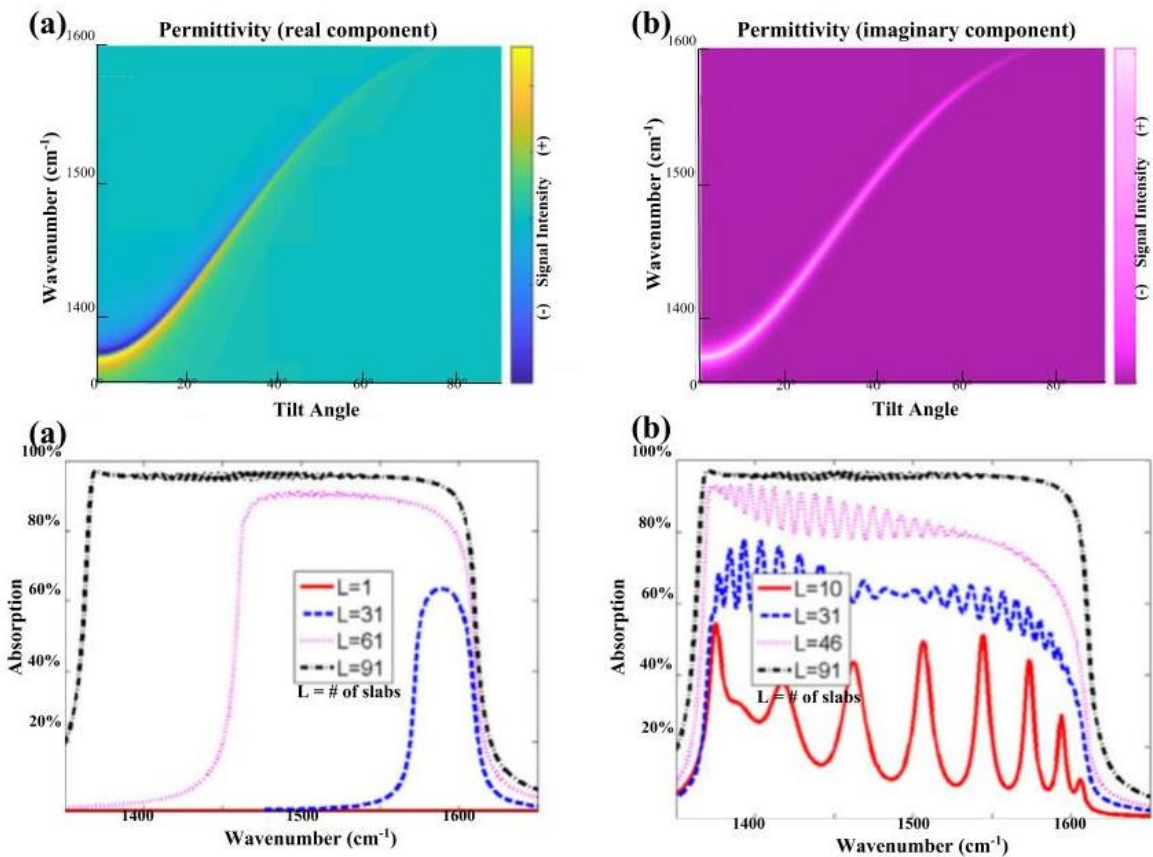 (a)
Permittivity (real component)
1600
1500
1400
Wavenumber (cm-1)
0°
20°
40°
60°
80°
Tilt Angle
(-) Signal Intensity (+)
(b)
Permittivity (imaginary component)
1600
1500
1400
Wavenumber (cm-1)
0°
20°
40°
60°
80°
Tilt Angle
(-) Signal Intensity (+)
(a)
100%
80%
60%
40%
20%
Absorption
L=1
L=31
L=61
L=91
L = # of slabs
1400
1500
1600
Wavenumber (cm-1)
(b)
100%
80%
60%
40%
20%
Absorption
L=10
L=31
L=46
L=91
L = # of slabs
1400
1500
1600
Wavenumber (cm-1)